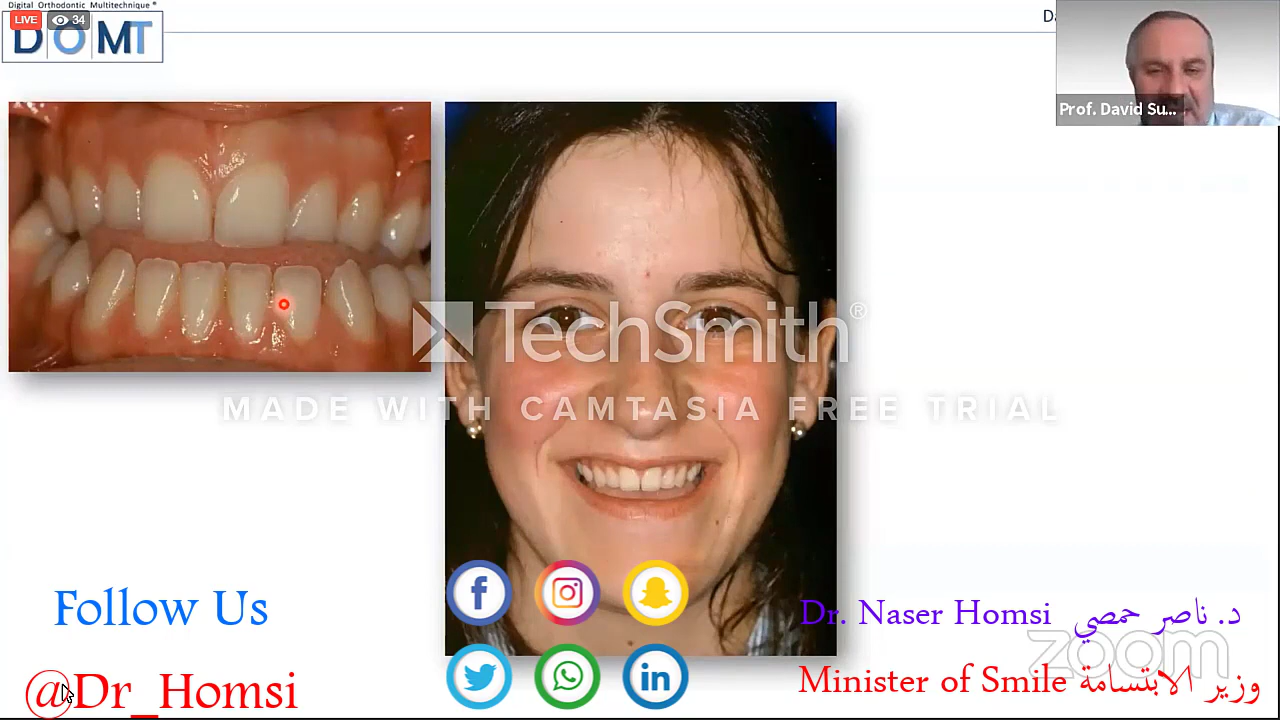 Digital Orthodontic Multitechnique®
LIVE 34
DOMT
Prof. David Su...
TechSmith®
MADE WITH CAMTASIA FREE TRIAL
Follow Us
Dr. Naser Homsi د. ناصر حمصي
zoom
@Dr_Homsi
Minister of Smile وزير الابتسامة